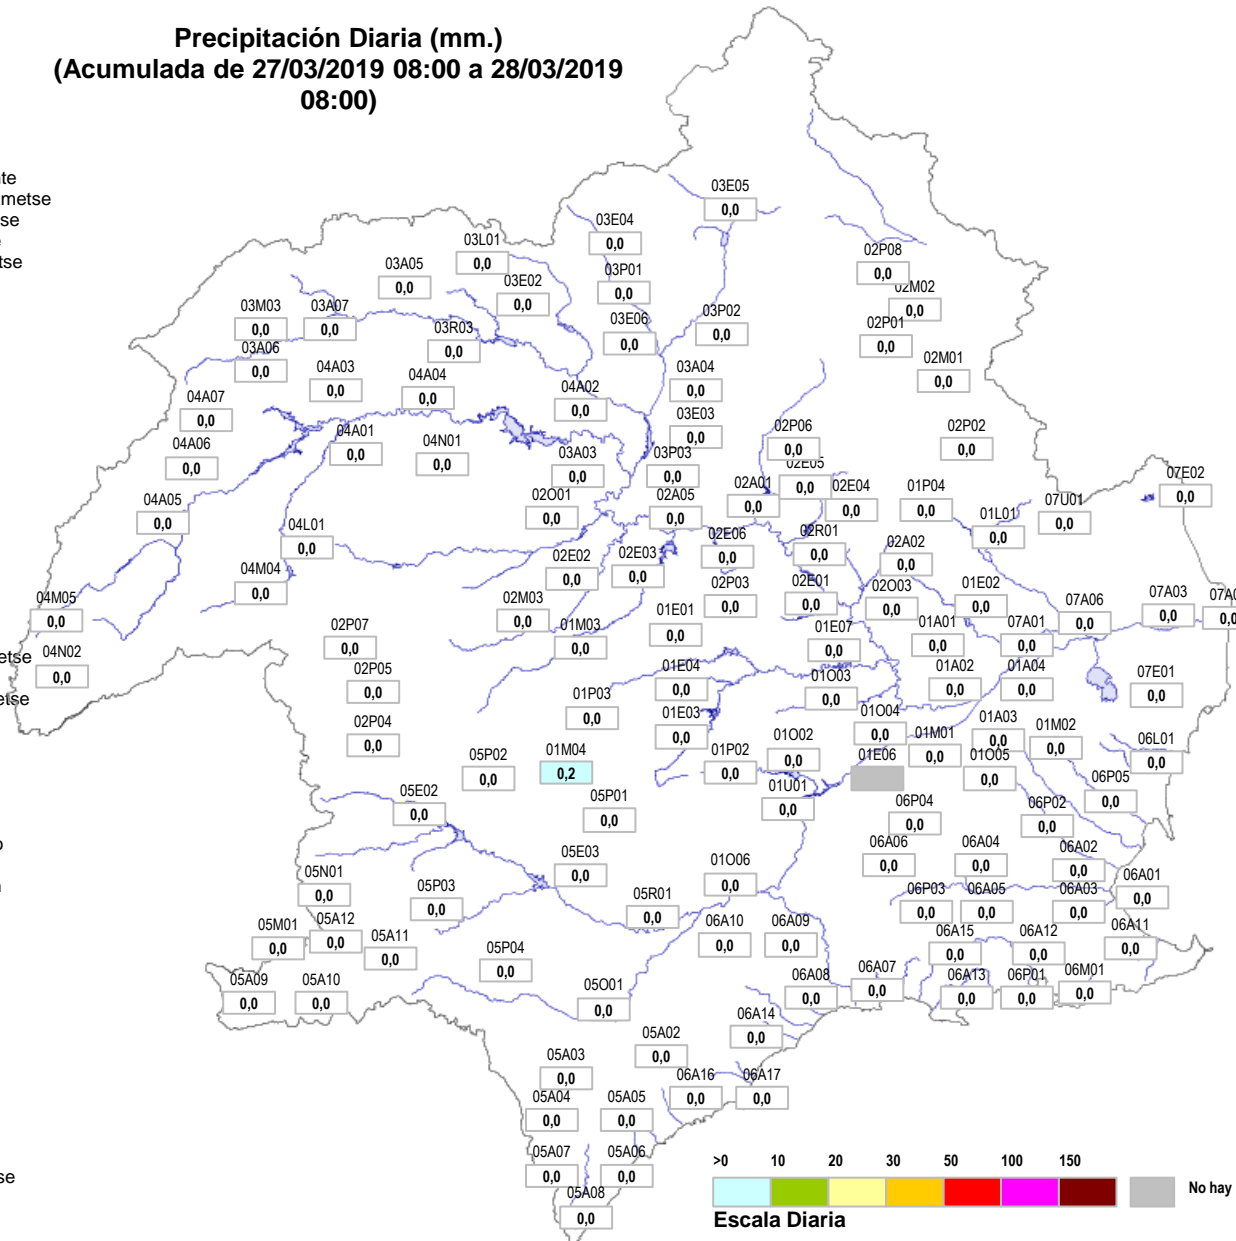 Precipitación Diaria (mm.)
(Acumulada de 27/03/2019 08:00 a 28/03/2019
08:00)
03E05
0,0
03E04
0,0
03L01
0,0
02P08
0,0
03A05
0,0
03P01
0,0
03E02
0,0
02M02
0,0
03M03
0,0
03A07
0,0
03E06
0,0
03P02
0,0
03R03
0,0
02P01
0,0
03A06
0,0
04A03
0,0
04A04
0,0
03A04
0,0
02M01
0,0
04A02
0,0
04A07
0,0
03E03
0,0
04A01
0,0
04N01
0,0
02P06
0,0
02P02
0,0
04A06
0,0
03A03
0,0
03P03
0,0
02E05
0,0
07E02
0,0
02A01
0,0
02E04
0,0
01P04
0,0
04A05
0,0
02O01
0,0
02A05
0,0
07U01
0,0
01L01
0,0
04L01
0,0
02E06
0,0
02R01
0,0
02A02
0,0
02E02
0,0
02E03
0,0
04M04
0,0
02P03
0,0
02E01
0,0
02O03
0,0
01E02
0,0
07A03
0,0
07A0
0,0
04M05
0,0
02M03
0,0
01E01
0,0
07A06
0,0
02P07
0,0
01M03
0,0
01E07
0,0
01A01
0,0
07A01
0,0
etse
04N02
0,0
02P05
0,0
01E04
0,0
01O03
0,0
01A02
0,0
01A04
0,0
07E01
0,0
etse
01P03
0,0
02P04
0,0
01E03
0,0
01O04
0,0
01A03
0,0
01M02
0,0
01M01
0,0
05P02
0,0
01M04
0,2
01P02
0,0
01O02
0,0
01E06
01O05
0,0
06L01
0,0
05E02
0,0
05P01
0,0
01U01
0,0
06P05
0,0
06P04
0,0
06P02
0,0
05E03
0,0
01O06
0,0
06A06
0,0
06A04
0,0
06A02
0,0
05N01
0,0
05P03
0,0
05R01
0,0
06P03
0,0
06A05
0,0
06A03
0,0
06A01
0,0
05M01
0,0
05A12
0,0
05A11
0,0
06A10
0,0
06A09
0,0
06A15
0,0
06A12
0,0
06A11
0,0
05P04
0,0
05A09
0,0
05A10
0,0
05O01
0,0
06A08
0,0
06A07
0,0
06A13
0,0
06P01
0,0
06M01
0,0
06A14
0,0
05A02
0,0
05A03
0,0
06A16
0,0
06A17
0,0
05A04
0,0
05A05
0,0
05A07
0,0
05A06
0,0
05A08
0,0
>0 10 20 30 50 100 150
No hay
Escala Diaria